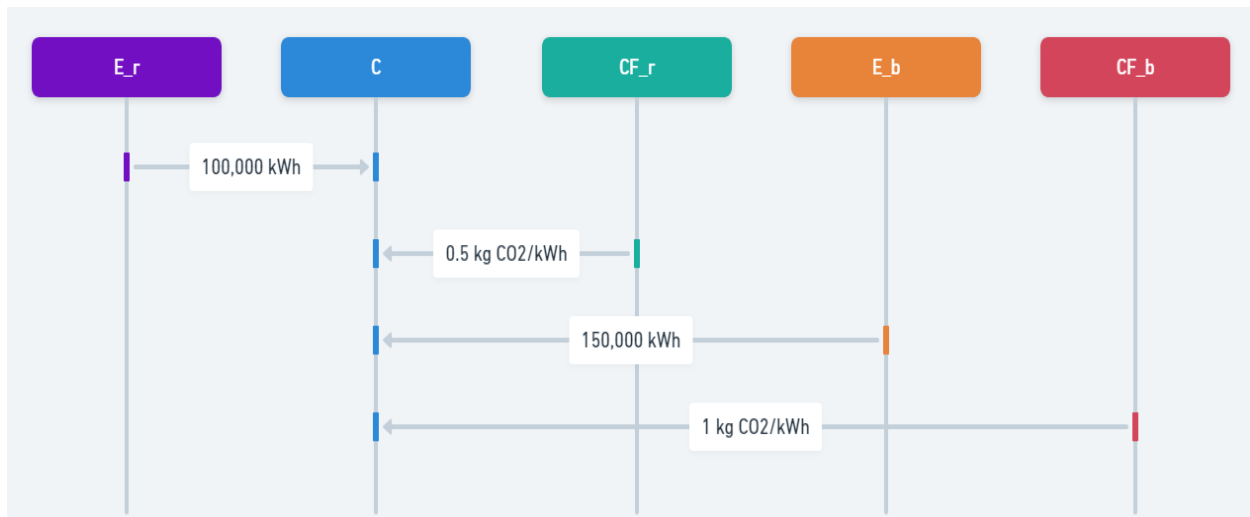 E_r
C
CF_r
E_b
CF_b
100,000 kWh
0.5 kg CO2/kWh
150,000 kWh
1 kg CO2/kWh